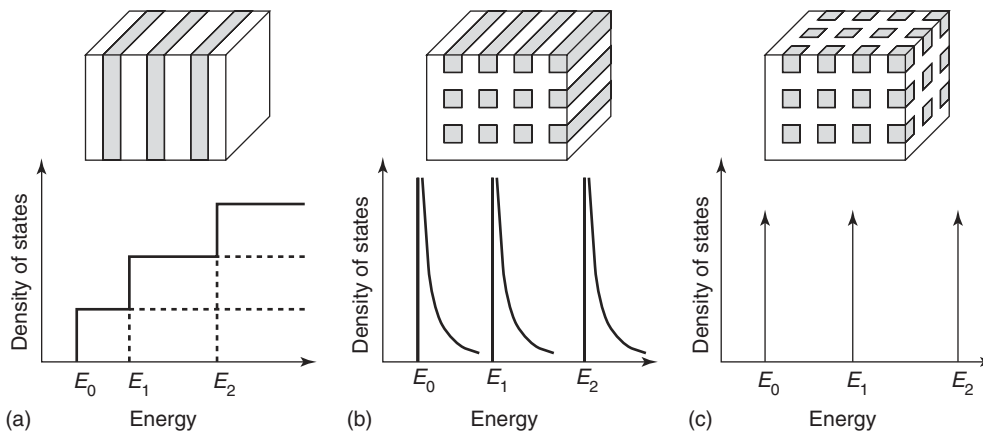 Density of states
E0
E1
E2
(a)
Energy
Density of states
E0
E1
E2
(b)
Energy
Density of states
E0
E1
E2
(c)
Energy